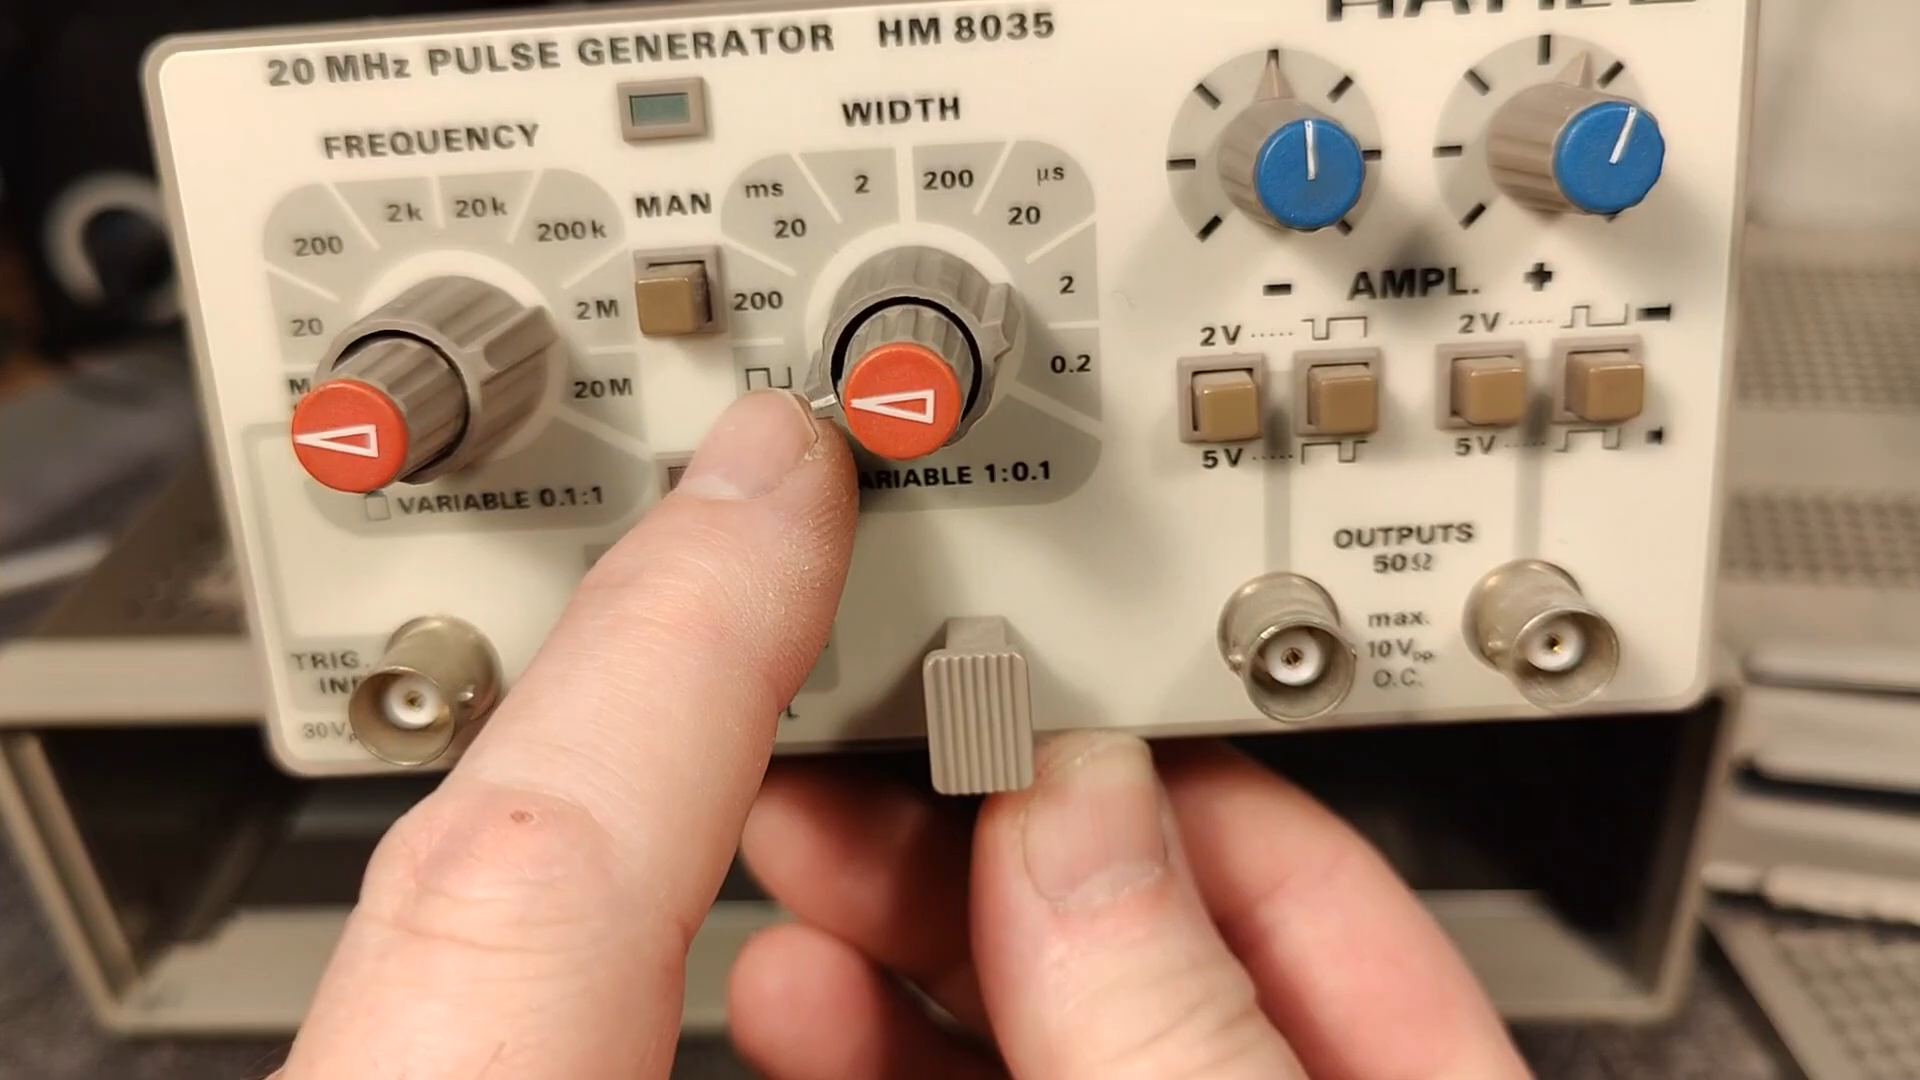 20 MHz PULSE GENERATOR HM 8035
FREQUENCY
WIDTH
200
2k
20k
200k
20
2M
20M
M
VARIABLE 0.1:1
MAN
ms
20
2
200
µs
20
200
2
0.2
ARIABLE 1:0.1
- AMPL. +
2V
2V
5V
5V
OUTPUTS
50Ω
max.
10Vpp
O.C.
TRIG.
30V